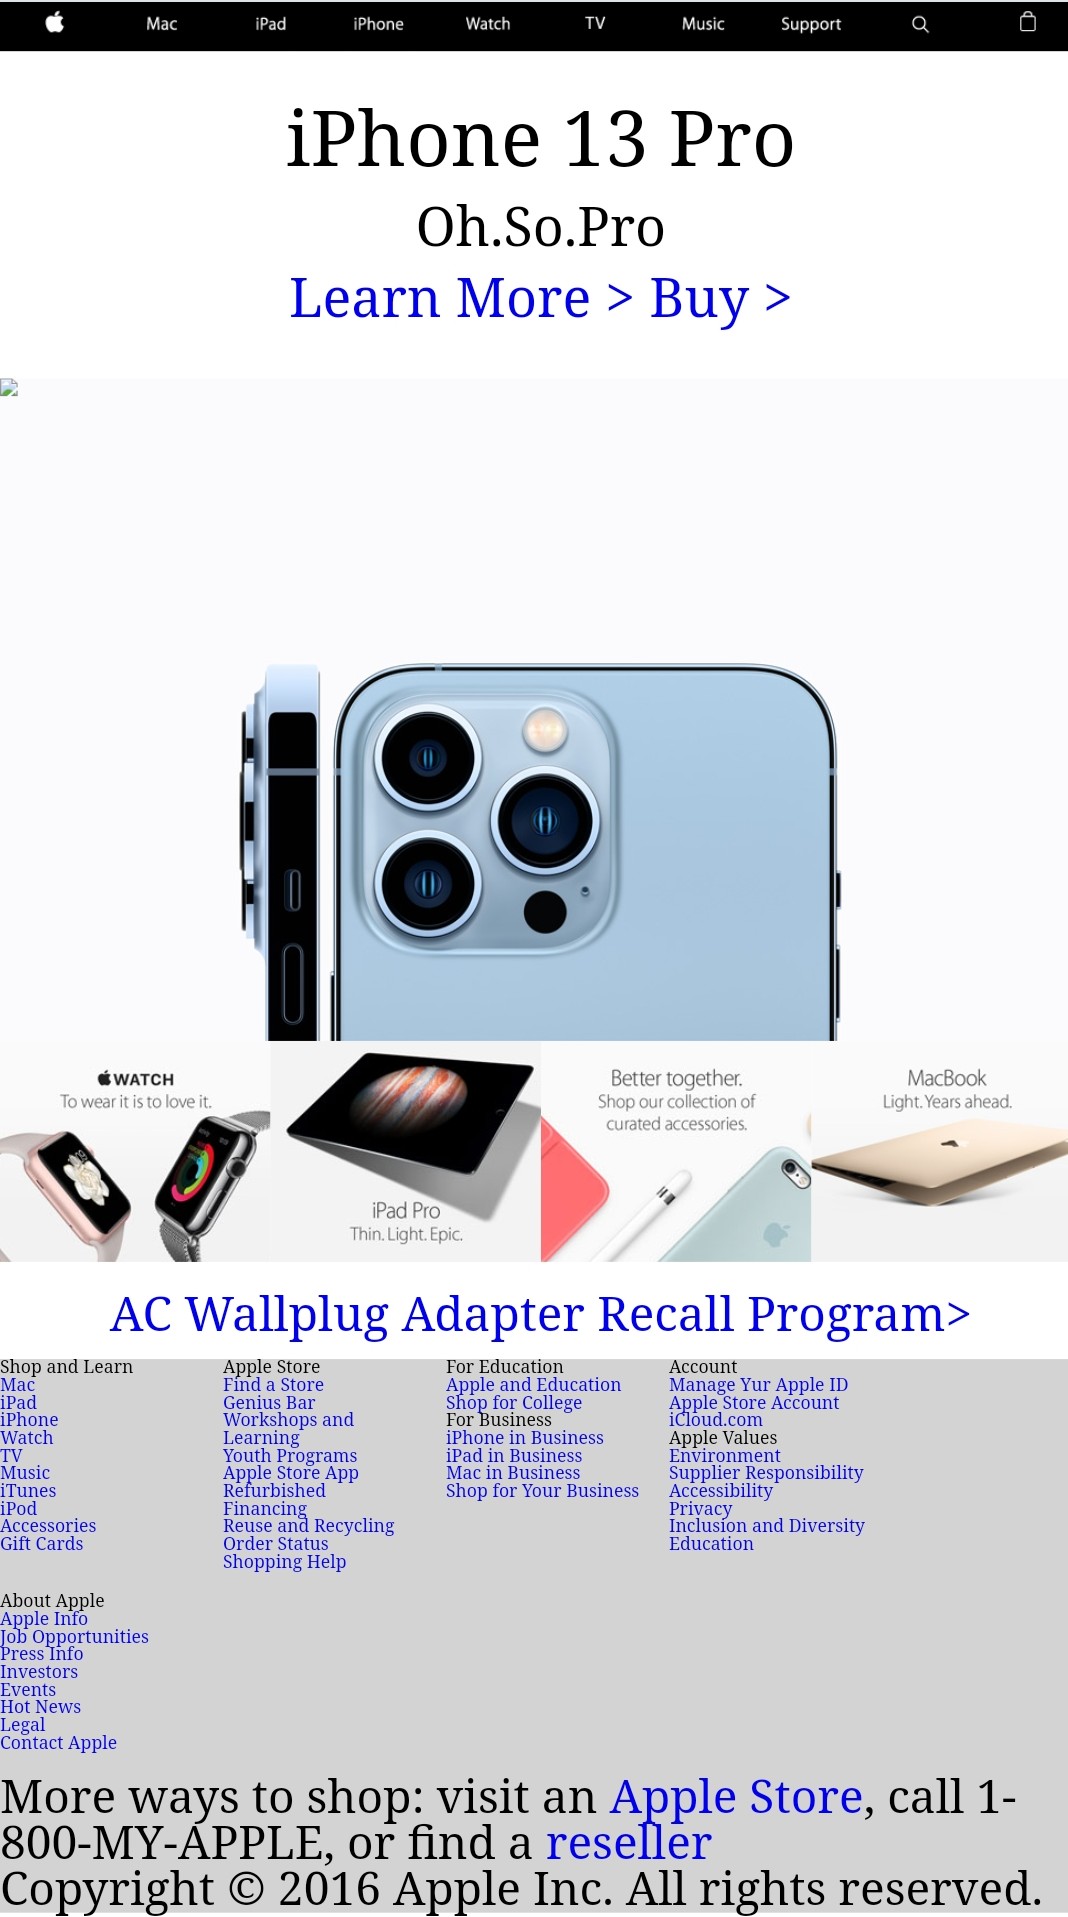 Mac iPad iPhone Watch TV Music Support
iPhone 13 Pro
Oh.So.Pro
Learn More > Buy >
WATCH
To wear it is to love it.
iPad Pro
Thin. Light. Epic.
Better together.
Shop our collection of
curated accessories.
MacBook
Light. Years ahead.
AC Wallplug Adapter Recall Program>
Shop and Learn
Mac
iPad
iPhone
Watch
TV
Music
iTunes
iPod
Accessories
Gift Cards
Apple Store
Find a Store
Genius Bar
Workshops and
Learning
Youth Programs
Apple Store App
Refurbished
Financing
Reuse and Recycling
Order Status
Shopping Help
For Education
Apple and Education
Shop for College
For Business
iPhone in Business
iPad in Business
Mac in Business
Shop for Your Business
Account
Manage Yur Apple ID
Apple Store Account
iCloud.com
Apple Values
Environment
Supplier Responsibility
Accessibility
Privacy
Inclusion and Diversity
Education
About Apple
Apple Info
Job Opportunities
Press Info
Investors
Events
Hot News
Legal
Contact Apple
More ways to shop: visit an Apple Store, call 1-
800-MY-APPLE, or find a reseller
Copyright © 2016 Apple Inc. All rights reserved.